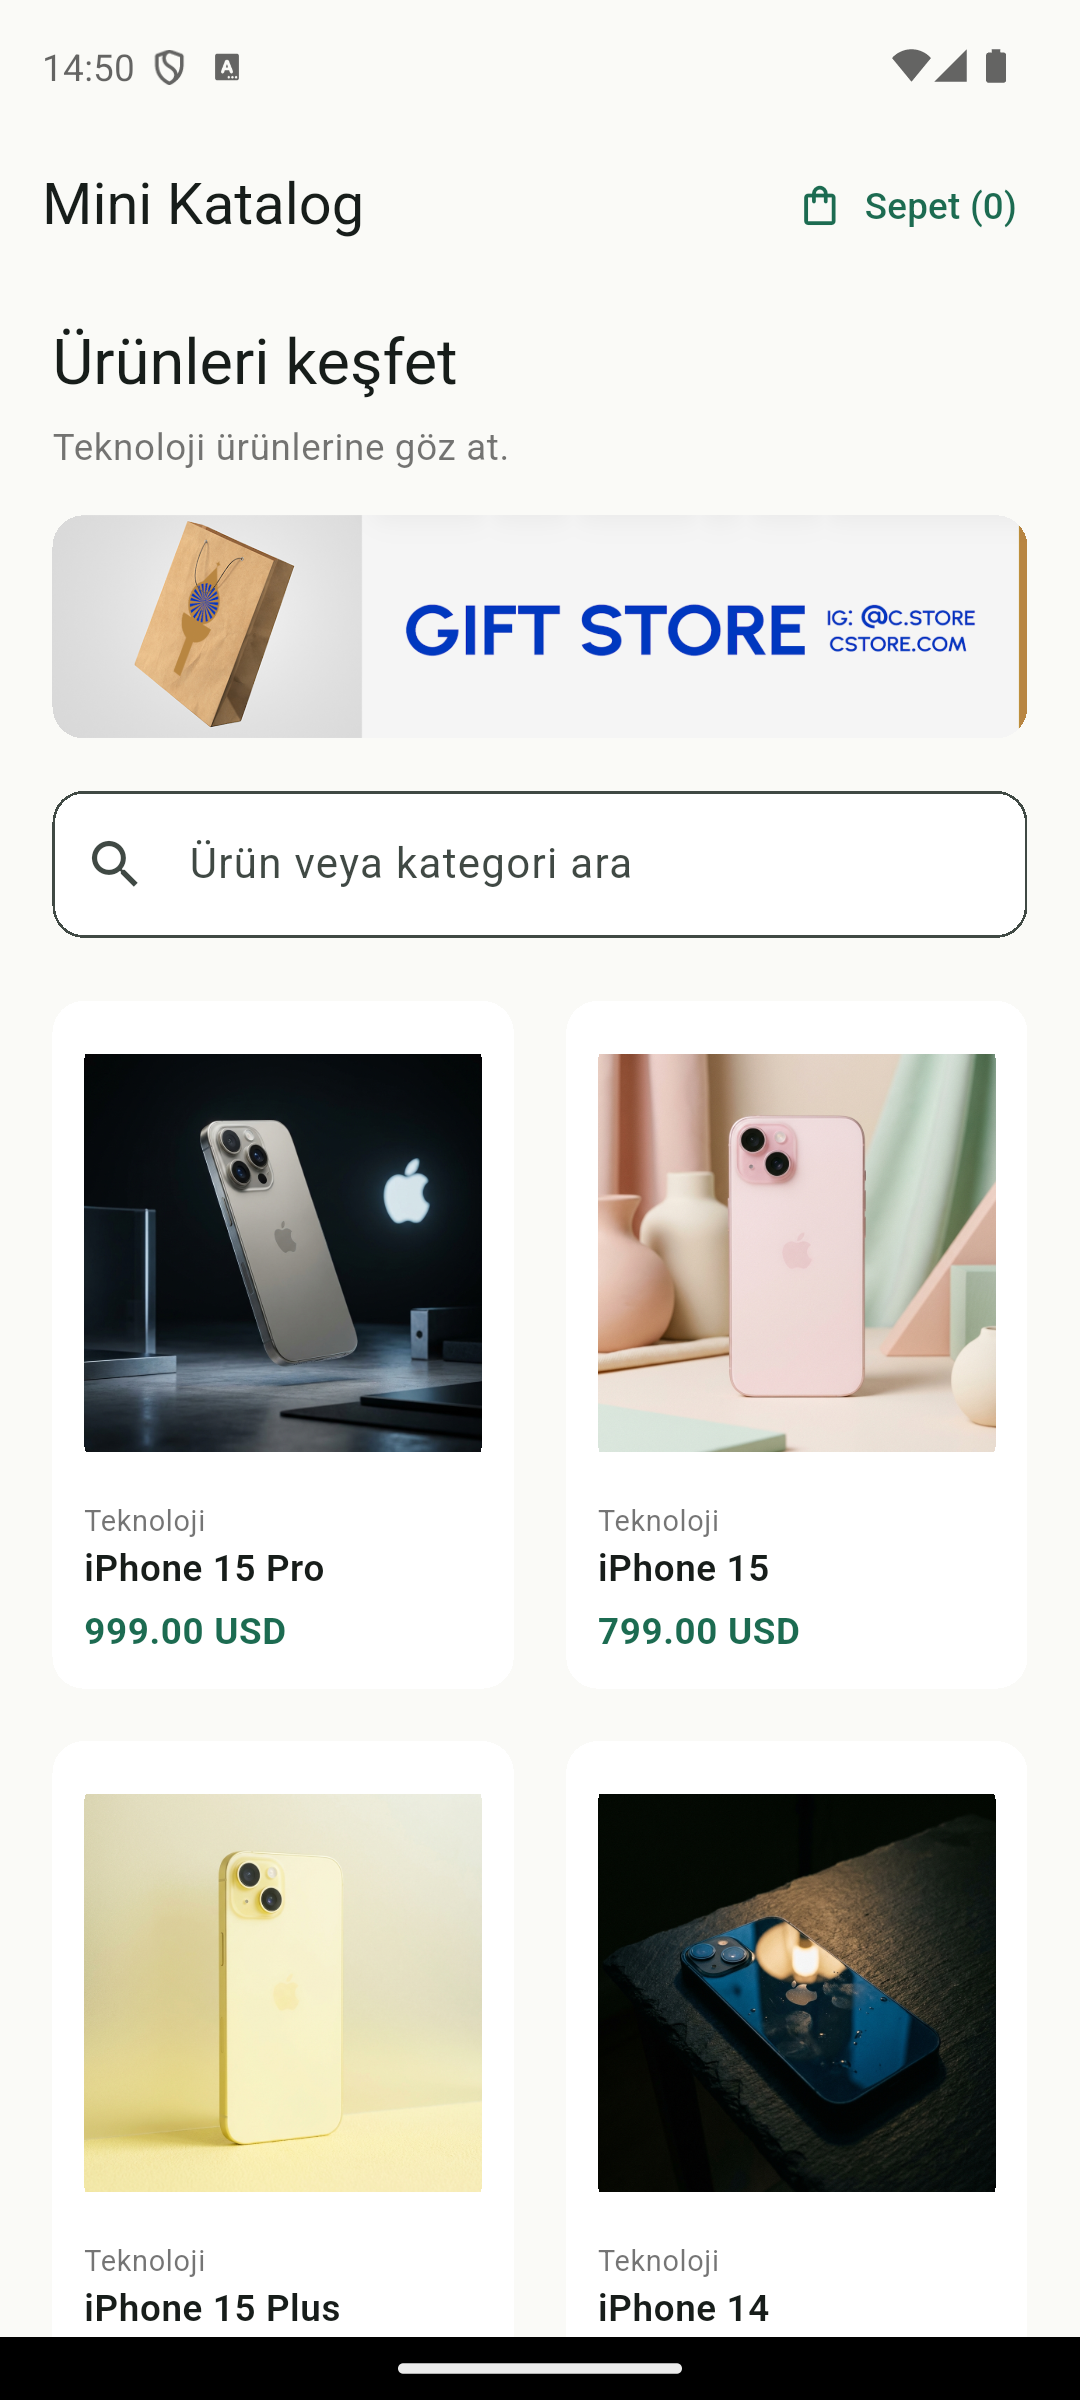 14:50
Mini Katalog
Sepet (0)
Ürünleri keşfet
Teknoloji ürünlerine göz at.
GIFT STORE
IG: @C.STORE
CSTORE.COM
Ürün veya kategori ara
Teknoloji
iPhone 15 Pro
999.00 USD
Teknoloji
iPhone 15
799.00 USD
Teknoloji
iPhone 15 Plus
Teknoloji
iPhone 14